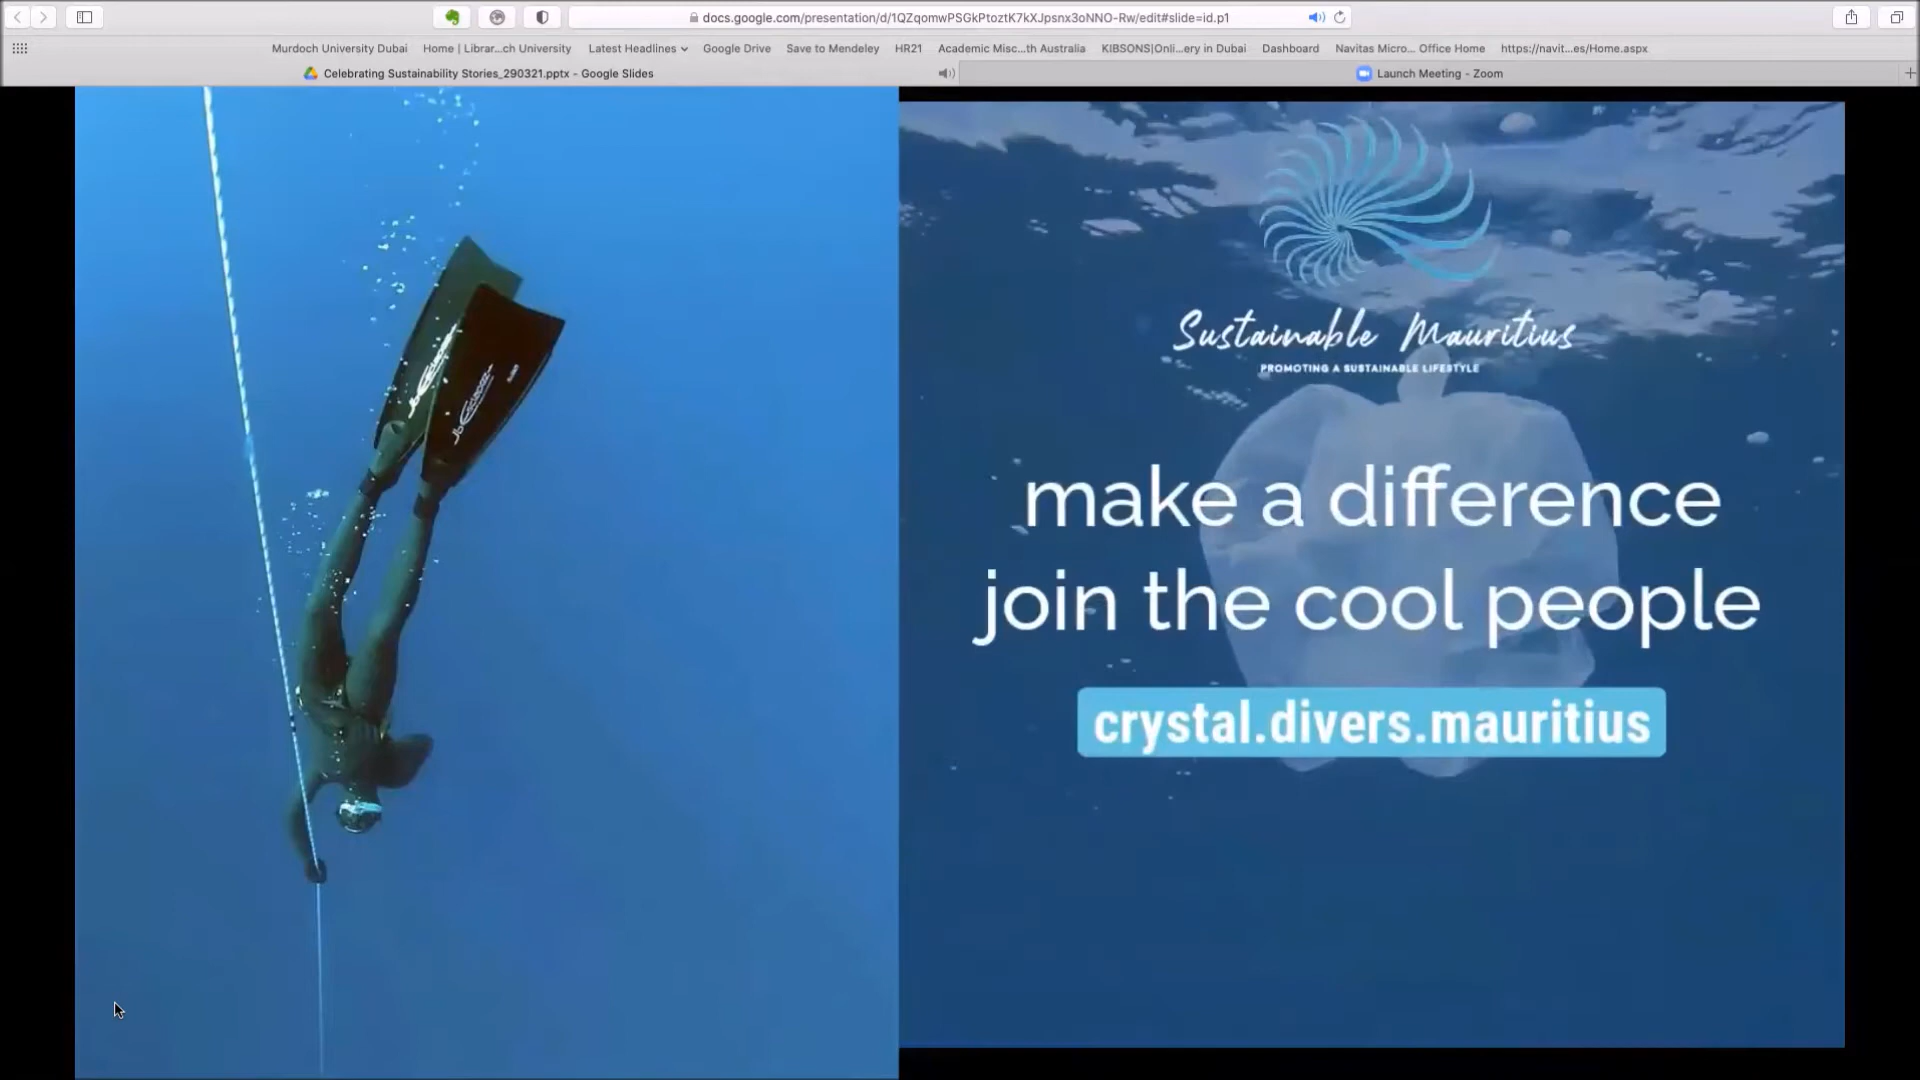 docs.google.com/presentation/d/1QZqomwPSGkPtoztK7kXJpsnx3oNNO-Rw/edit#slide=id.p1
Murdoch University Dubai
Home | Librar...ch University
Latest Headlines
Google Drive
Save to Mendeley
HR21
Academic Misc...th Australia
KIBSONS|Onli...ery in Dubai
Dashboard
Navitas Micro... Office Home
https://navit...es/Home.aspx
Celebrating Sustainability Stories_290321.pptx - Google Slides
Launch Meeting - Zoom
Sustainable Mauritius
PROMOTING A SUSTAINABLE LIFESTYLE
make a difference
join the cool people
crystal.divers.mauritius